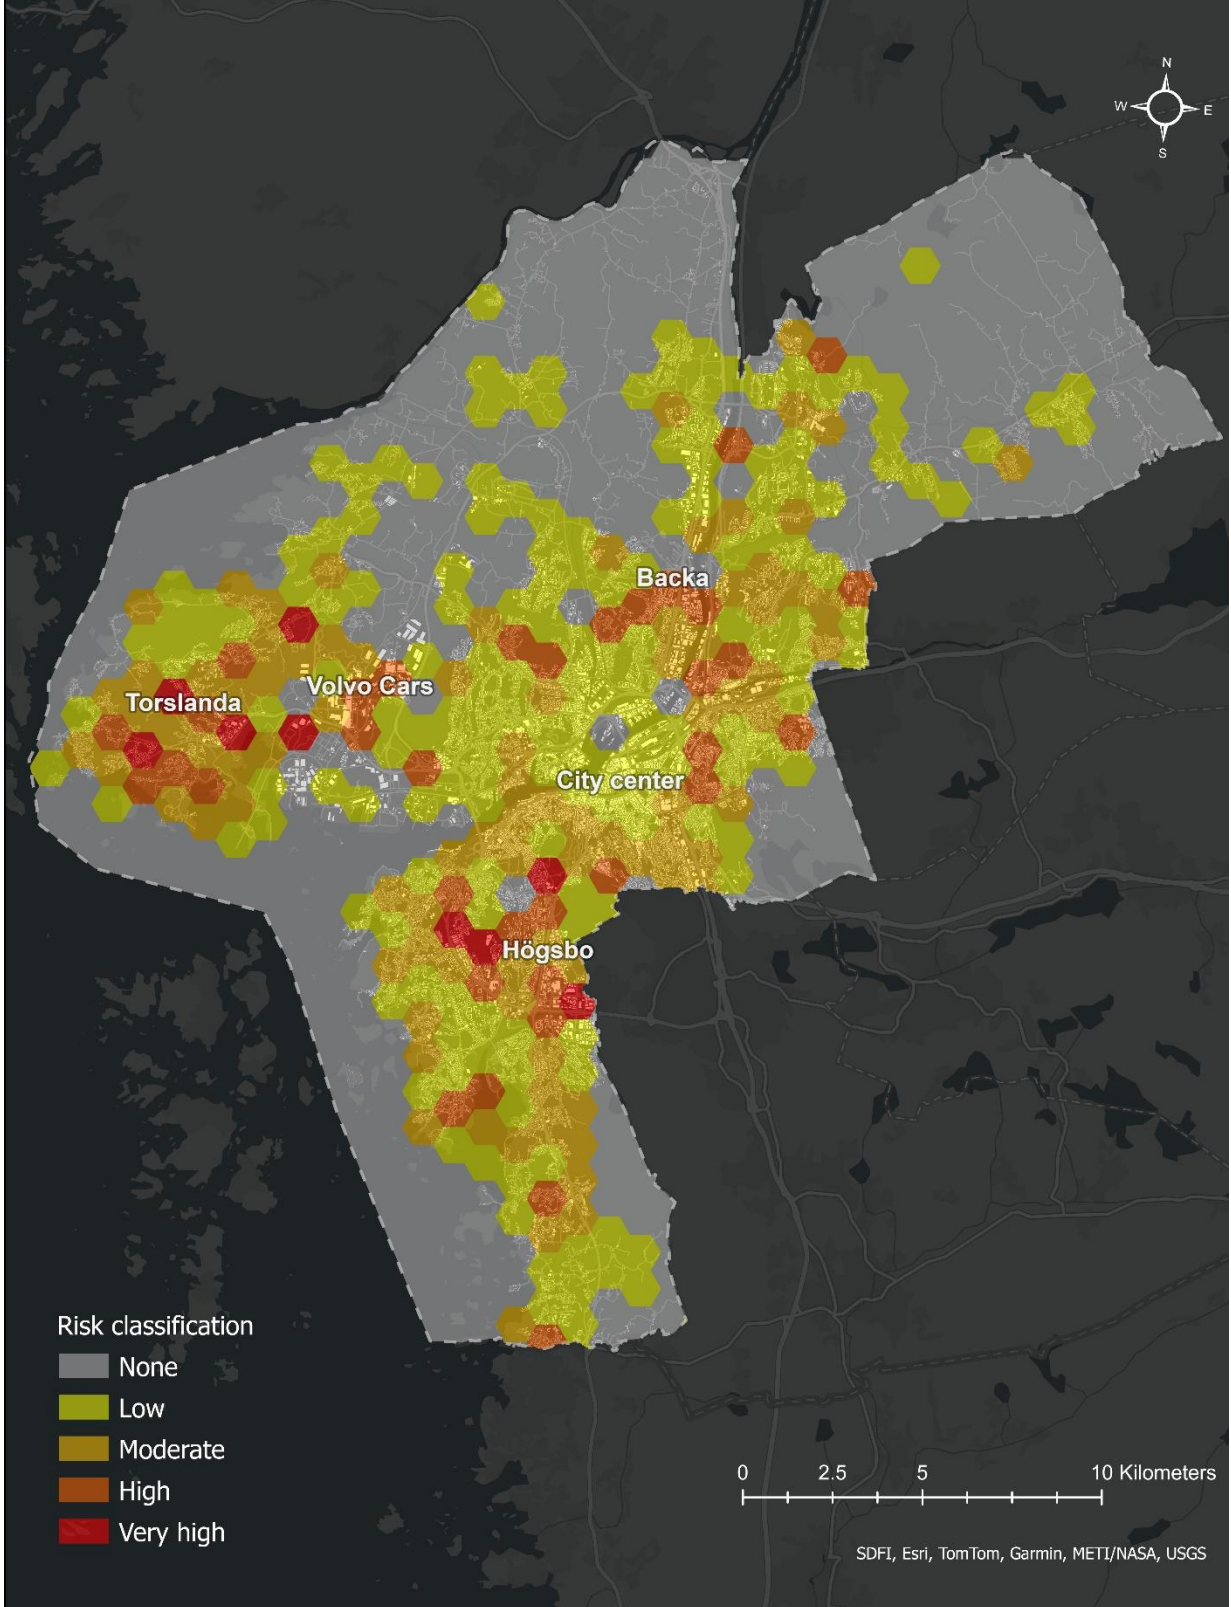 N
W E
S
Backa
Volvo Cars
Torslanda
City center
Högsbo
Risk classification
None
Low
Moderate
High
Very high
0 2.5 5 10 Kilometers
SDFI, Esri, TomTom, Garmin, METI/NASA, USGS